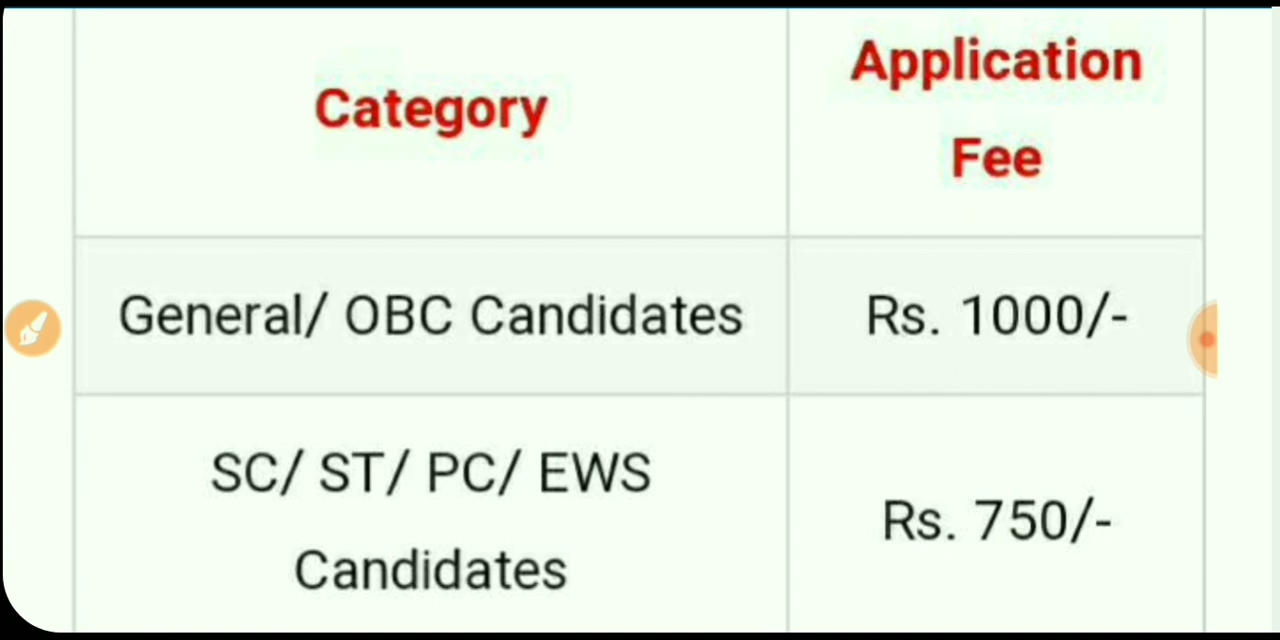 Category
Application
Fee
General/ OBC Candidates
Rs. 1000/-
SC/ ST/ PC/ EWS
Candidates
Rs. 750/-